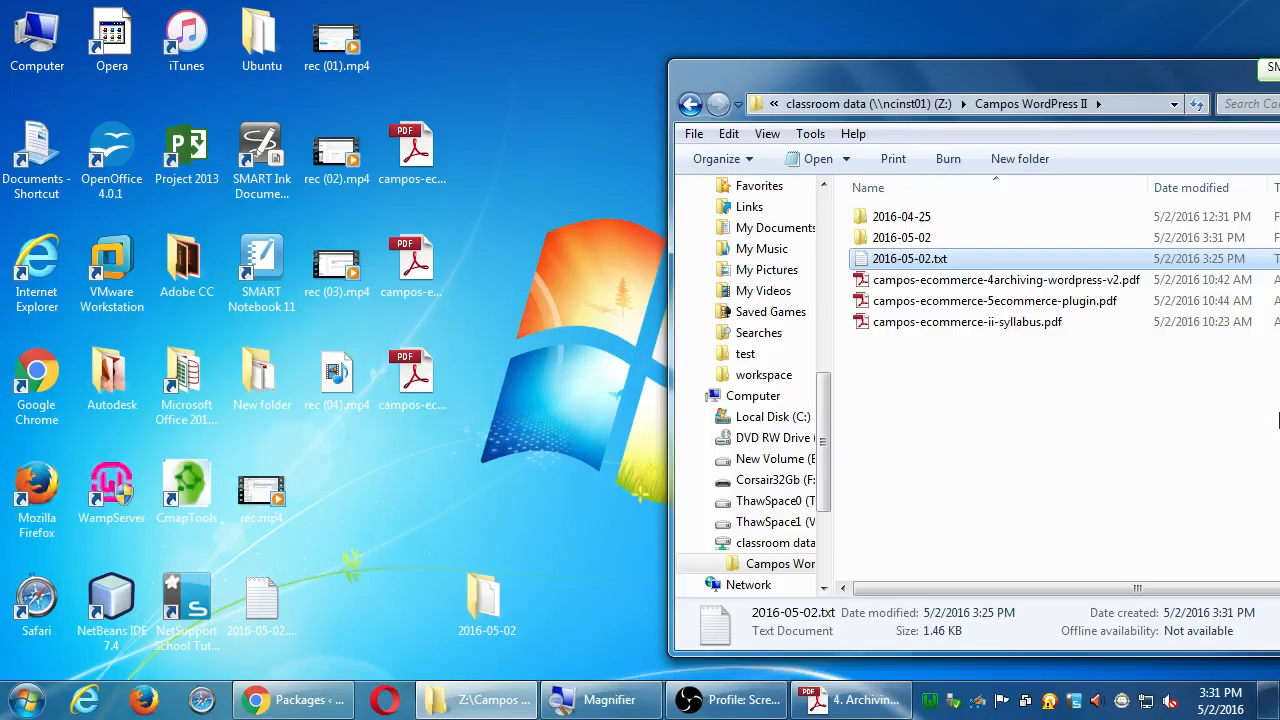 Computer
Opera
iTunes
Ubuntu
rec (01).mp4
Documents - Shortcut
OpenOffice 4.0.1
Project 2013
SMART Ink Docume...
rec (02).mp4
campos-ec...
Internet Explorer
VMware Workstation
Adobe CC
SMART Notebook 11
rec (03).mp4
campos-e...
Google Chrome
Autodesk
Microsoft Office 201...
New folder
rec (04).mp4
campos-ec...
Mozilla Firefox
WampServer
CmapTools
rec.mp4
Safari
NetBeans IDE 7.4
NetSupport School Tut...
2016-05-02....
2016-05-02
PDF
PDF
PDF
SM
« classroom data (\\ncinst01) (Z:) Campos WordPress II
Search Ca
File Edit View Tools Help
Organize Open Print Burn New folder
Favorites
Links
My Documents
My Music
My Pictures
My Videos
Saved Games
Searches
test
workspace
Computer
Local Disk (C:)
DVD RW Drive (
New Volume (E
Corsair32Gb (F:
ThawSpace0 (T
ThawSpace1 (V
classroom data
Campos Wor
Network
Name Date modified T
2016-04-25 5/2/2016 12:31 PM F
2016-05-02 5/2/2016 3:31 PM F
2016-05-02.txt 5/2/2016 3:25 PM T
campos-ecommerce-4archiving-wordpress-v2.pdf 5/2/2016 10:42 AM A
5/2/2016 10:44 AM A
campos-ecommerce-ii-syllabus.pdf 5/2/2016 10:23 AM A
2016-05-02.txt Date modified: 5/2/2016 3:25 PM Date created: 5/2/2016 3:31 PM
Text Document Size: 1.46 KB Offline availability: Not available
Packages ‹ ...
Z:\Campos ...
Magnifier
Profile: Scre...
PDF
4. Archivin...
3:31 PM
5/2/2016